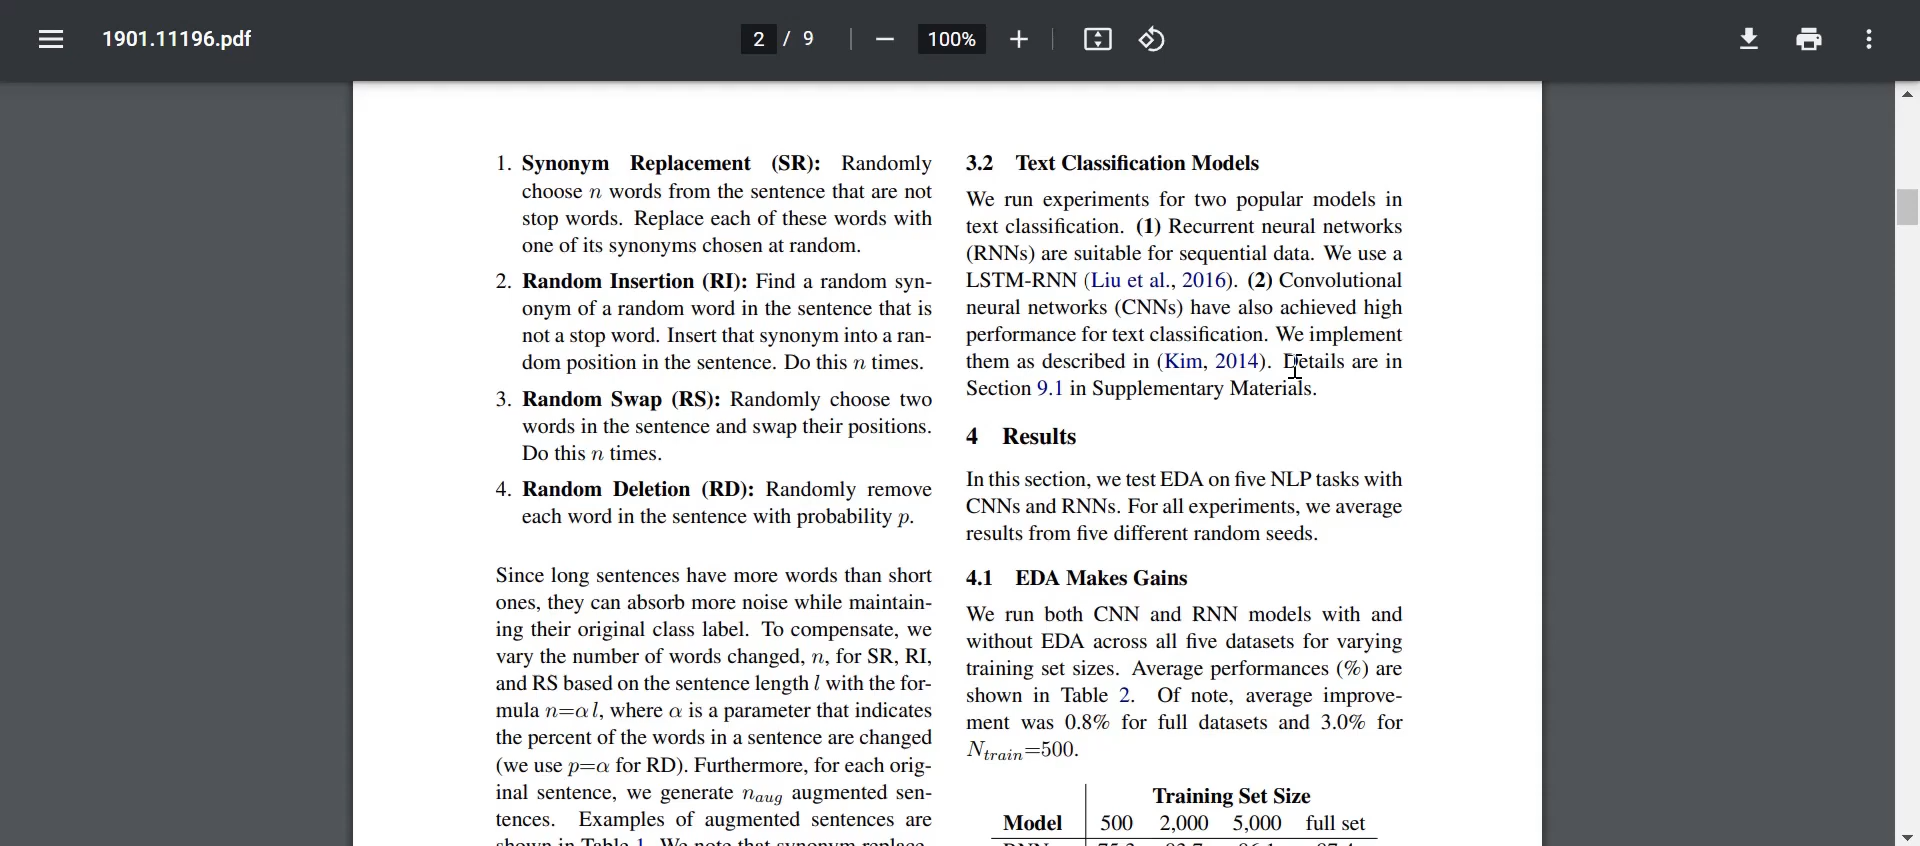 1901.11196.pdf
2 / 9
100%
1. Synonym Replacement (SR): Randomly
choose n words from the sentence that are not
stop words. Replace each of these words with
one of its synonyms chosen at random.
2. Random Insertion (RI): Find a random syn-
onym of a random word in the sentence that is
not a stop word. Insert that synonym into a ran-
dom position in the sentence. Do this n times.
3. Random Swap (RS): Randomly choose two
words in the sentence and swap their positions.
Do this n times.
4. Random Deletion (RD): Randomly remove
each word in the sentence with probability p.
Since long sentences have more words than short
ones, they can absorb more noise while maintain-
ing their original class label. To compensate, we
vary the number of words changed, n, for SR, RI,
and RS based on the sentence length l with the for-
mula n=α l, where α is a parameter that indicates
the percent of the words in a sentence are changed
(we use p=α for RD). Furthermore, for each orig-
inal sentence, we generate n_aug augmented sen-
tences. Examples of augmented sentences are
shown in Table 1. We note that synonym replace-
3.2 Text Classification Models
We run experiments for two popular models in
text classification. (1) Recurrent neural networks
(RNNs) are suitable for sequential data. We use a
LSTM-RNN (Liu et al., 2016). (2) Convolutional
neural networks (CNNs) have also achieved high
performance for text classification. We implement
them as described in (Kim, 2014). Details are in
Section 9.1 in Supplementary Materials.
4 Results
In this section, we test EDA on five NLP tasks with
CNNs and RNNs. For all experiments, we average
results from five different random seeds.
4.1 EDA Makes Gains
We run both CNN and RNN models with and
without EDA across all five datasets for varying
training set sizes. Average performances (%) are
shown in Table 2. Of note, average improve-
ment was 0.8% for full datasets and 3.0% for
N_train=500.
Training Set Size
Model 500 2,000 5,000 full set
RNN